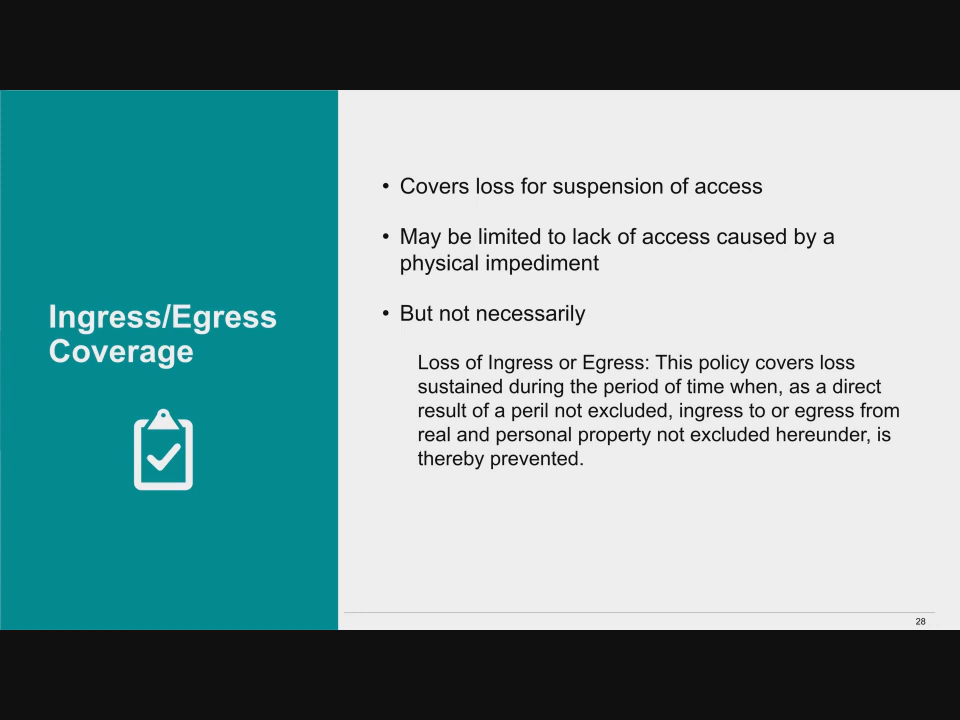 Ingress/Egress
Coverage
• Covers loss for suspension of access
• May be limited to lack of access caused by a
physical impediment
• But not necessarily
Loss of Ingress or Egress: This policy covers loss
sustained during the period of time when, as a direct
result of a peril not excluded, ingress to or egress from
real and personal property not excluded hereunder, is
thereby prevented.
28